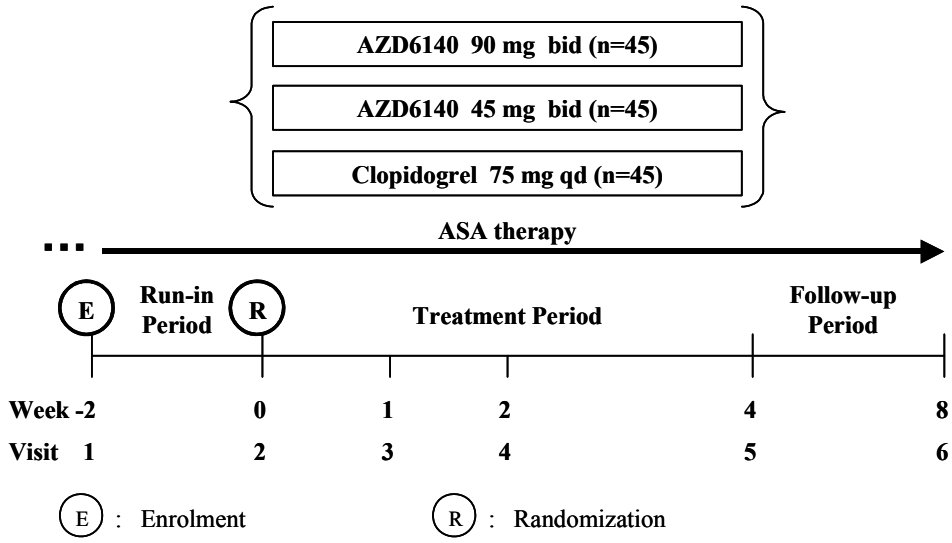 AZD6140 90 mg bid (n=45)
AZD6140 45 mg bid (n=45)
Clopidogrel 75 mg qd (n=45)
ASA therapy
...
E
Run-in
Period
R
Treatment Period
Follow-up
Period
Week -2 0 1 2 4 8
Visit 1 2 3 4 5 6
E : Enrolment R : Randomization